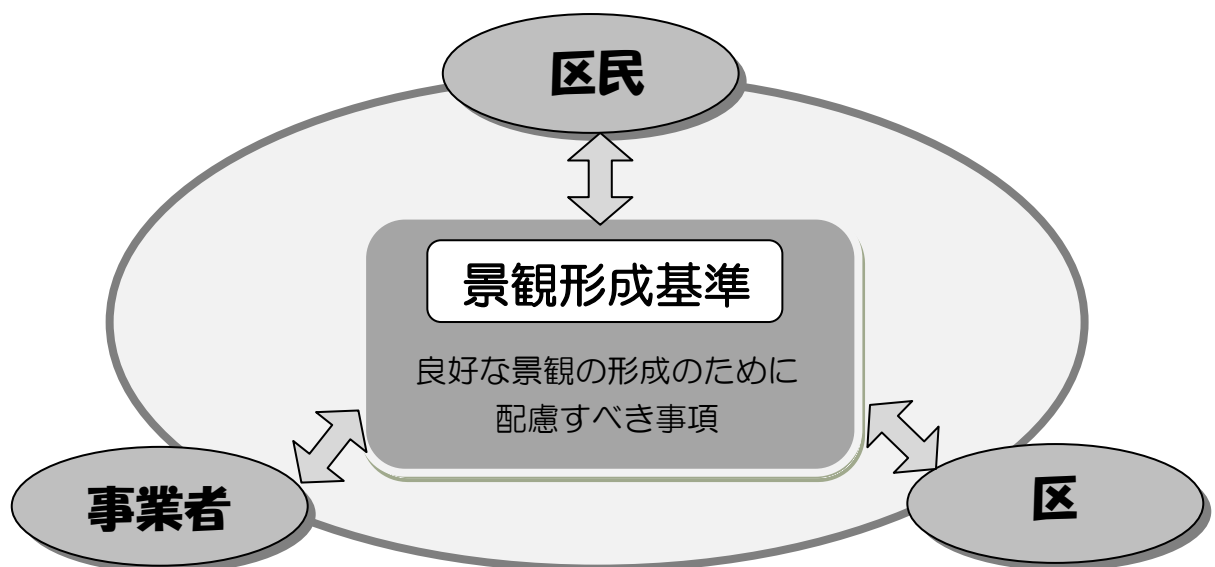 区民
景観形成基準
良好な景観の形成のために
配慮すべき事項
事業者
区